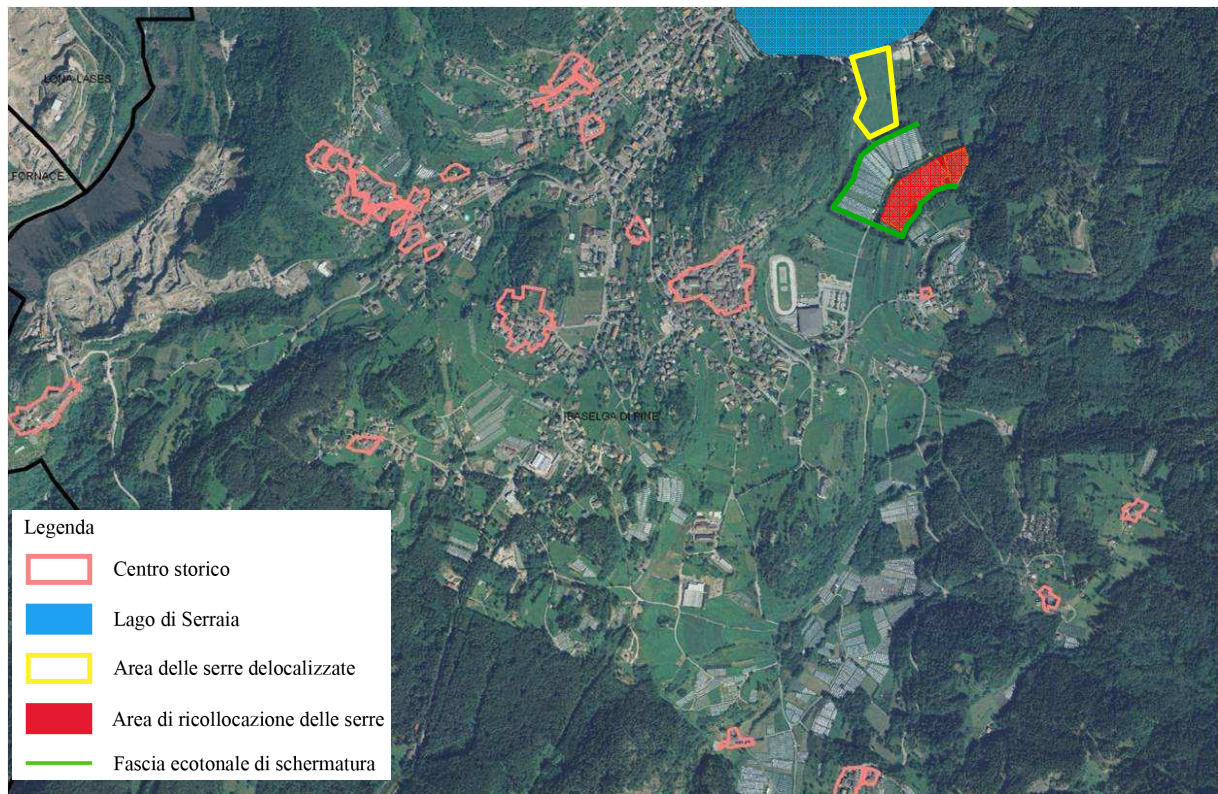 LONA-LASES
FORNACE
BASELGA DI PINE'
Legenda
Centro storico
Lago di Serraia
Area delle serre delocalizzate
Area di ricollocazione delle serre
Fascia ecotonale di schermatura